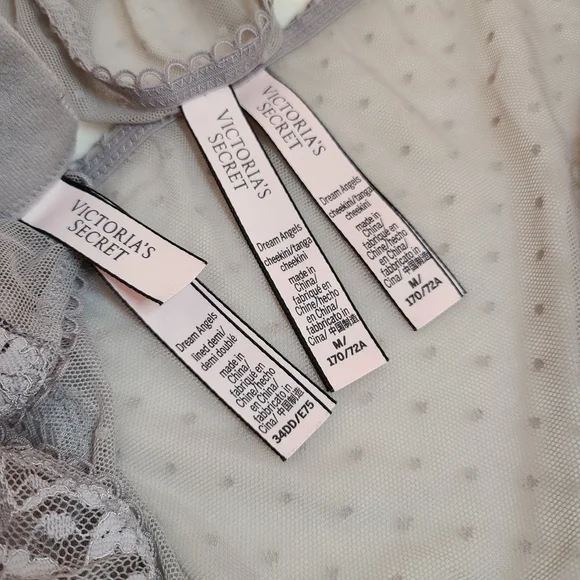 VICTORIA'S
SECRET
Dream Angels
lined demi/
demi doublé
made in
China/
fabriqué en
Chine/hecho
en China/
fabbricato in
Cina/中国制造
34DD/E75
VICTORIA'S
SECRET
Dream Angels
cheekini/tanga
cheekini
made in
China/
fabriqué en
Chine/hecho
en China/
fabbricato in
Cina/中国制造
M/
170/72A
VICTORIA'S
SECRET
Dream Angels
cheekini/tanga
cheekini
made in
China/
fabriqué en
Chine/hecho
en China/
fabbricato in
Cina/中国制造
M/
170/72A